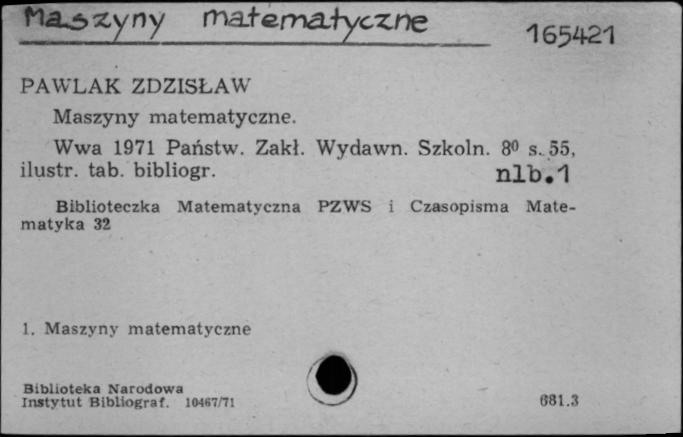 Maszyny matematyczne
165421
PAWLAK ZDZISŁAW
Maszyny matematyczne.
Wwa 1971 Państw. Zakł. Wydawn. Szkoln. 8⁰ s. 55,
ilustr. tab. bibliogr.
nlb.1
Biblioteczka Matematyczna PZWS i Czasopisma Mate-
matyka 32
1. Maszyny matematyczne
Biblioteka Narodowa
Instytut Bibliograf. 10467/71
681.3